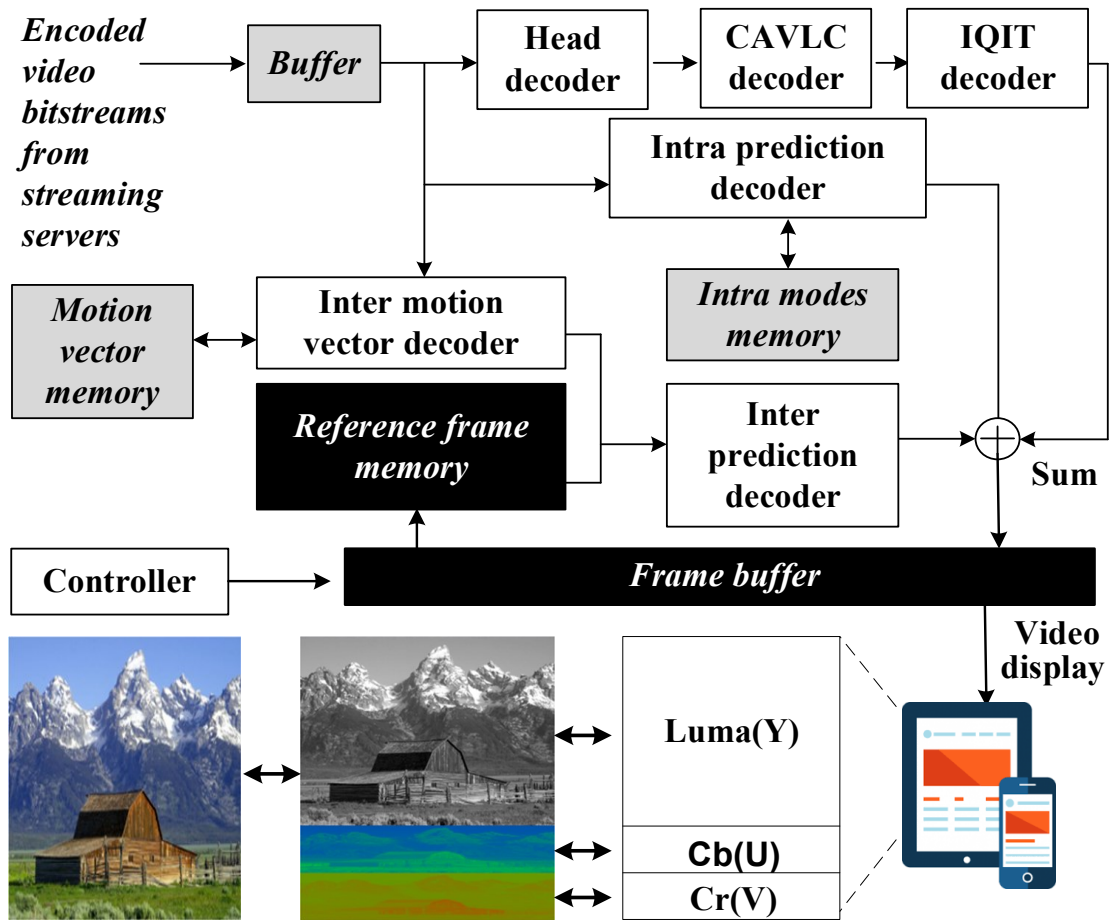 Encoded
video
bitstreams
from
streaming
servers
Buffer
Head
decoder
CAVLC
decoder
IQIT
decoder
Intra prediction
decoder
Motion
vector
memory
Inter motion
vector decoder
Intra modes
memory
Reference frame
memory
Inter
prediction
decoder
Sum
Controller
Frame buffer
Video
display
Luma(Y)
Cb(U)
Cr(V)